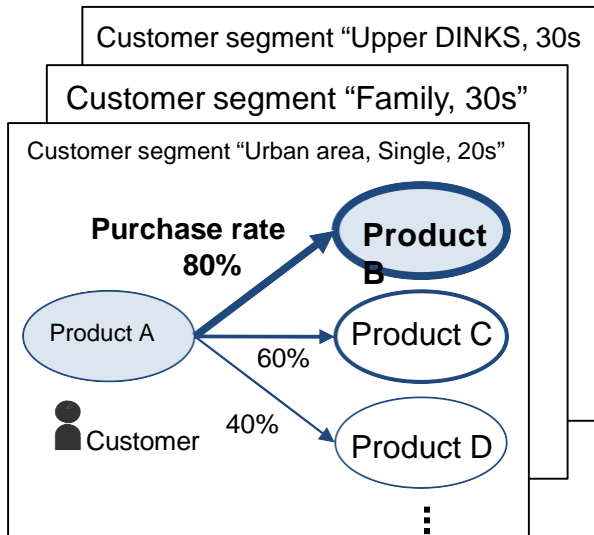 Customer segment “Upper DINKS, 30s
Customer segment “Family, 30s”
Customer segment “Urban area, Single, 20s”
Purchase rate
80%
Product
B
Product A
Product C
60%
40%
Customer
Product D